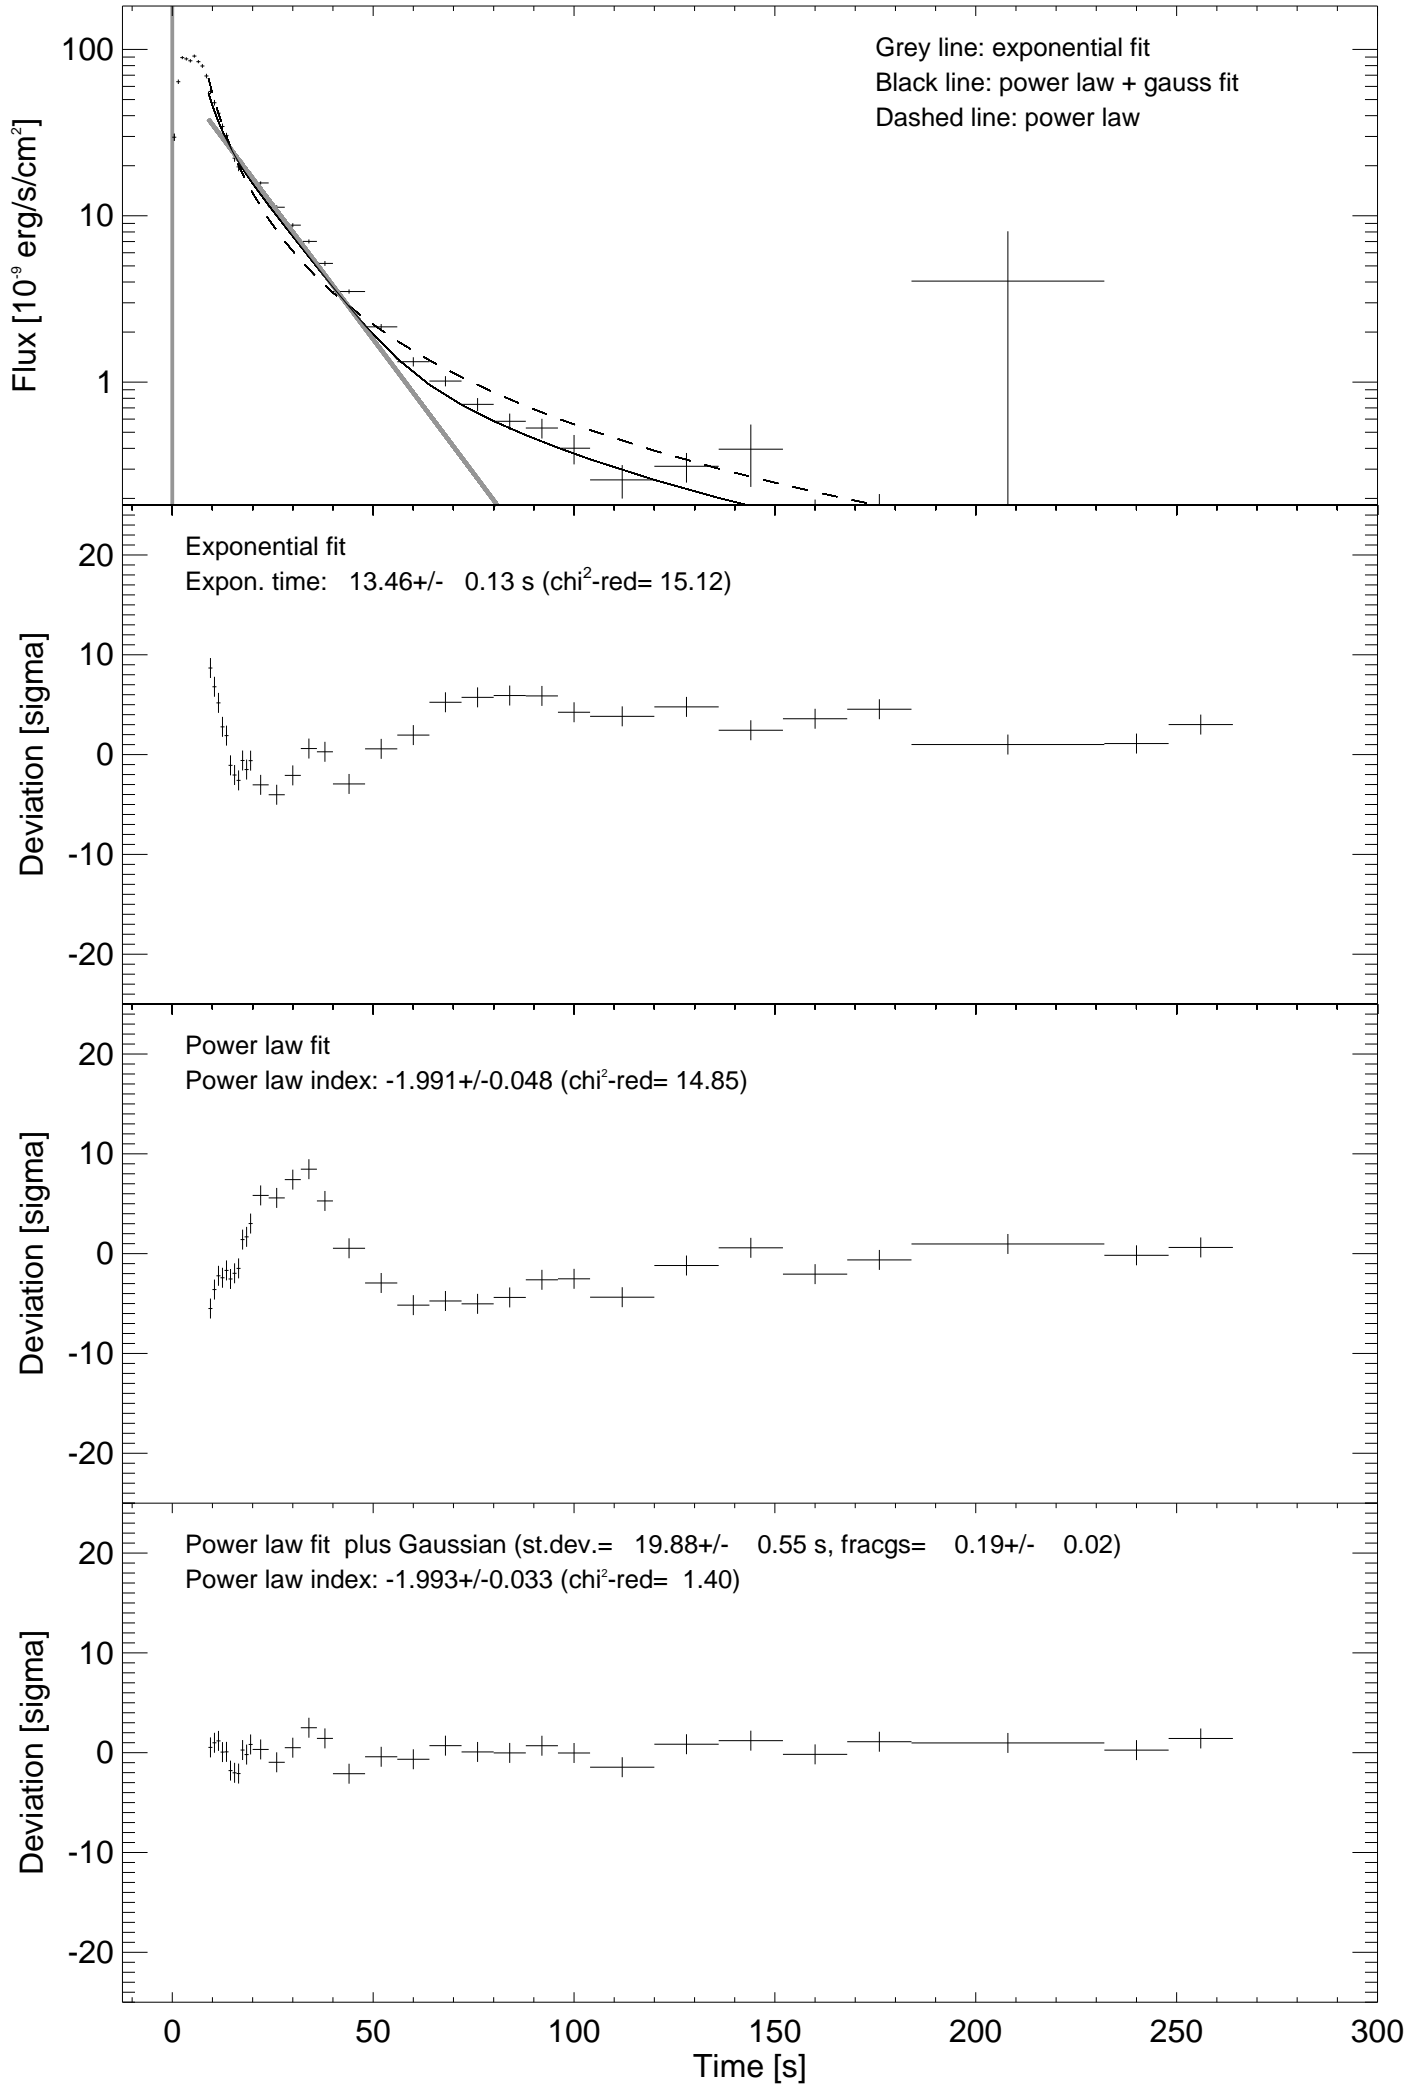 Grey line: exponential fit
Black line: power law + gauss fit
Dashed line: power law
100
10
1
Flux [10⁻⁹ erg/s/cm²]
Exponential fit
Expon. time: 13.46+/- 0.13 s (chi²-red= 15.12)
20
10
0
-10
-20
Deviation [sigma]
Power law fit
Power law index: -1.991+/-0.048 (chi²-red= 14.85)
20
10
0
-10
-20
Deviation [sigma]
Power law fit plus Gaussian (st.dev.= 19.88+/- 0.55 s, fracgs= 0.19+/- 0.02)
Power law index: -1.993+/-0.033 (chi²-red= 1.40)
20
10
0
-10
-20
Deviation [sigma]
0 50 100 150 200 250 300
Time [s]